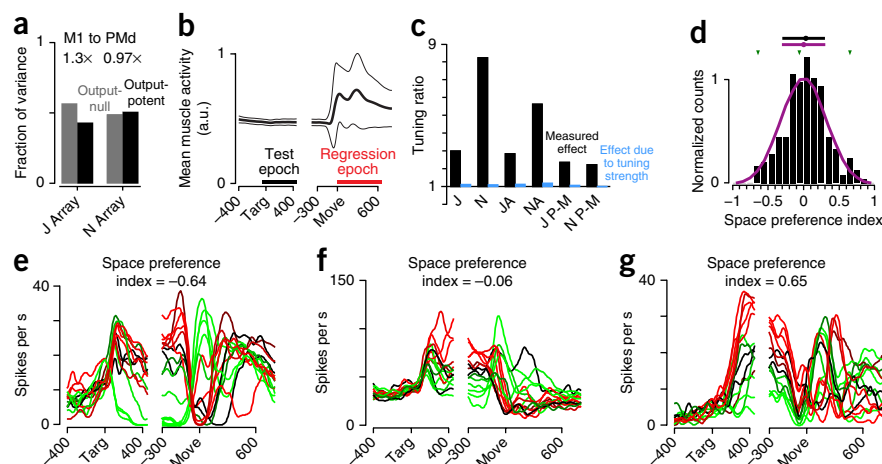 a
M1 to PMd
1.3× 0.97×
1
Output-null
Output-potent
Fraction of variance
0
J Array
N Array
b
1
Mean muscle activity (a.u.)
0
Test epoch
Regression epoch
−400
Targ
400
−300
Move
600
c
9
Tuning ratio
1
Measured effect
Effect due to tuning strength
J
N
JA
NA
J P-M
N P-M
d
Normalized counts
1
0
−1
−0.5
0
0.5
1
Space preference index
e
Space preference index = −0.64
40
Spikes per s
0
−400
Targ
400
−300
Move
600
f
Space preference index = −0.06
150
Spikes per s
0
−400
Targ
400
−300
Move
600
g
Space preference index = 0.65
40
Spikes per s
0
−400
Targ
400
−300
Move
600